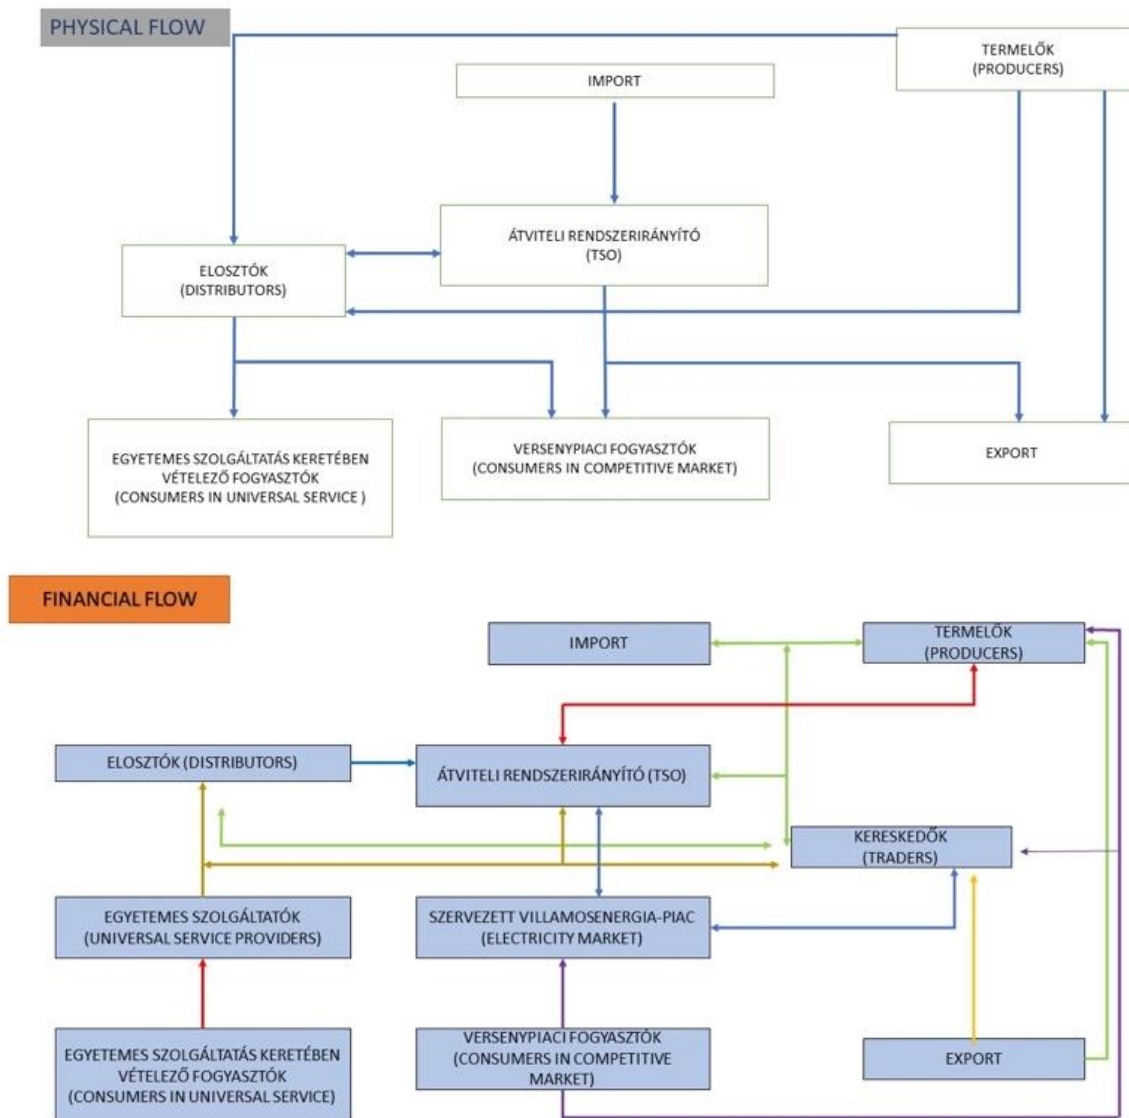 PHYSICAL FLOW
TERMELŐK
(PRODUCERS)
IMPORT
ÁTVITELI RENDSZERIRÁNYÍTÓ
(TSO)
ELOSZTÓK
(DISTRIBUTORS)
EGYETEMES SZOLGÁLTATÁS KERETÉBEN
VÉTELEZŐ FOGYASZTÓK
(CONSUMERS IN UNIVERSAL SERVICE )
VERSENYPIACI FOGYASZTÓK
(CONSUMERS IN COMPETITIVE MARKET)
EXPORT
FINANCIAL FLOW
IMPORT
TERMELŐK
(PRODUCERS)
ELOSZTÓK (DISTRIBUTORS)
ÁTVITELI RENDSZERIRÁNYÍTÓ (TSO)
KERESKEDŐK
(TRADERS)
EGYETEMES SZOLGÁLTATÓK
(UNIVERSAL SERVICE PROVIDERS)
SZERVEZETT VILLAMOSENERGIA-PIAC
(ELECTRICITY MARKET)
EGYETEMES SZOLGÁLTATÁS KERETÉBEN
VÉTELEZŐ FOGYASZTÓK
(CONSUMERS IN UNIVERSAL SERVICE)
VERSENYPIACI FOGYASZTÓK
(CONSUMERS IN COMPETITIVE
MARKET)
EXPORT